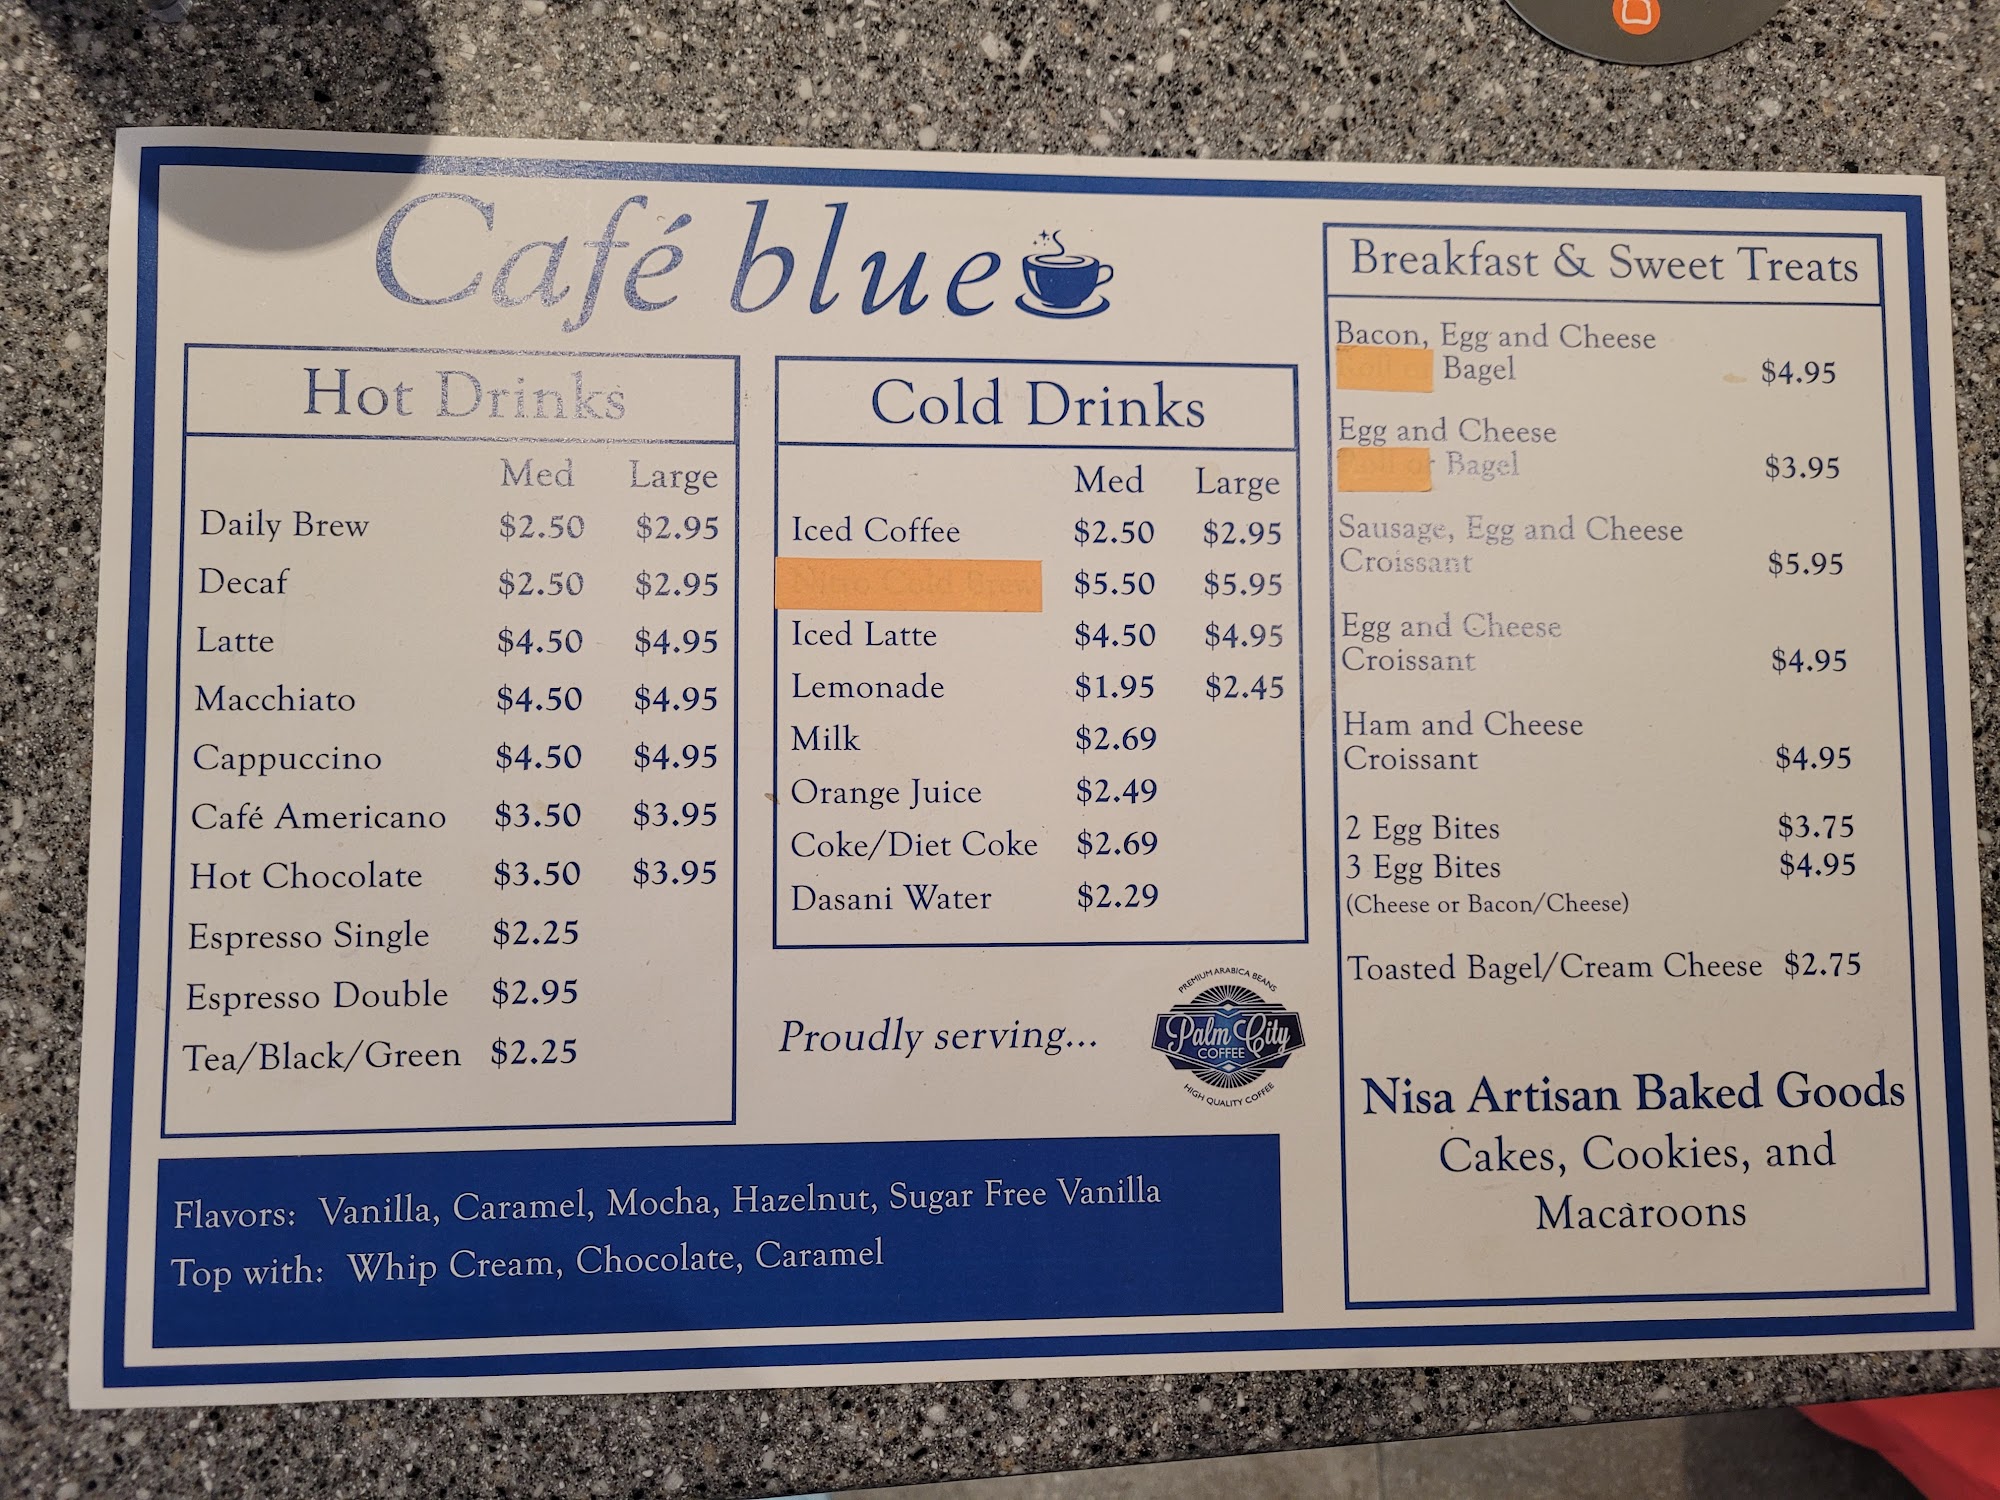 Café blue
Hot Drinks
Med Large
Daily Brew $2.50 $2.95
Decaf $2.50 $2.95
Latte $4.50 $4.95
Macchiato $4.50 $4.95
Cappuccino $4.50 $4.95
Café Americano $3.50 $3.95
Hot Chocolate $3.50 $3.95
Espresso Single $2.25
Espresso Double $2.95
Tea/Black/Green $2.25
Cold Drinks
Med Large
Iced Coffee $2.50 $2.95
Nitro Cold Brew $5.50 $5.95
Iced Latte $4.50 $4.95
Lemonade $1.95 $2.45
Milk $2.69
Orange Juice $2.49
Coke/Diet Coke $2.69
Dasani Water $2.29
Proudly serving...
PREMIUM ARABICA BEANS
Palm City
COFFEE
HIGH QUALITY COFFEE
Flavors: Vanilla, Caramel, Mocha, Hazelnut, Sugar Free Vanilla
Top with: Whip Cream, Chocolate, Caramel
Breakfast & Sweet Treats
Bacon, Egg and Cheese
Roll or Bagel $4.95
Egg and Cheese
Roll or Bagel $3.95
Sausage, Egg and Cheese
Croissant $5.95
Egg and Cheese
Croissant $4.95
Ham and Cheese
Croissant $4.95
2 Egg Bites $3.75
3 Egg Bites $4.95
(Cheese or Bacon/Cheese)
Toasted Bagel/Cream Cheese $2.75
Nisa Artisan Baked Goods
Cakes, Cookies, and
Macaroons